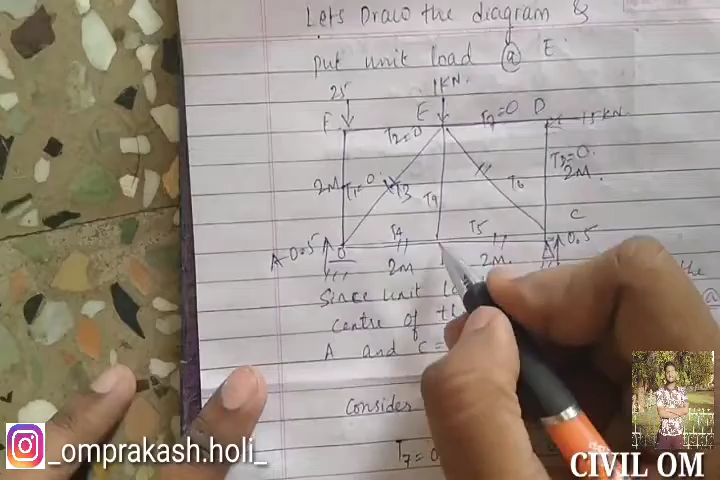 Lets Draw the diagram &
put unit load @ E.
25
1KN.
F
E
T7=0
D
15 KN.
T2=0
2M
T1=0
T3
T9
T6
T8=0
2M.
C
T4
T5
A 0.5
0.5
2M
2M.
Since unit
the
centre of
@
A and C =
T7=0
_omprakash.holi_
CIVIL OM